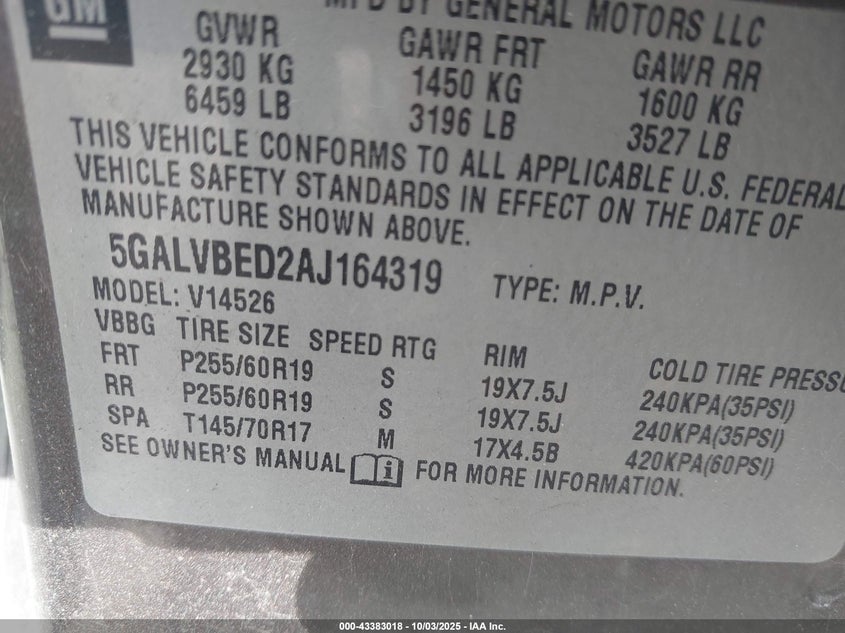 GM
MFD BY GENERAL MOTORS LLC
GVWR GAWR FRT GAWR RR
2930 KG 1450 KG 1600 KG
6459 LB 3196 LB 3527 LB
THIS VEHICLE CONFORMS TO ALL APPLICABLE U.S. FEDERAL
VEHICLE SAFETY STANDARDS IN EFFECT ON THE DATE OF
MANUFACTURE SHOWN ABOVE.
5GALVBED2AJ164319 TYPE: M.P.V.
MODEL: V14526
VBBG TIRE SIZE SPEED RTG RIM COLD TIRE PRESSU
FRT P255/60R19 S 19X7.5J 240KPA(35PSI)
RR P255/60R19 S 19X7.5J 240KPA(35PSI)
SPA T145/70R17 M 17X4.5B 420KPA(60PSI)
SEE OWNER'S MANUAL i FOR MORE INFORMATION.
000-43383018 - 10/03/2025 - IAA Inc.